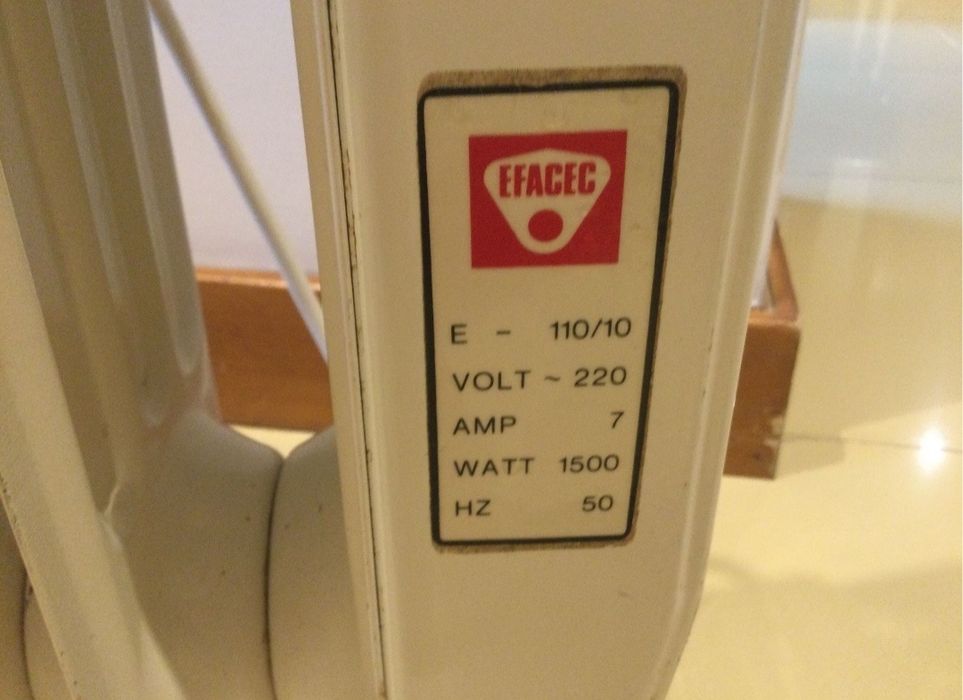 EFACEC
E - 110/10
VOLT ~ 220
AMP 7
WATT 1500
HZ 50